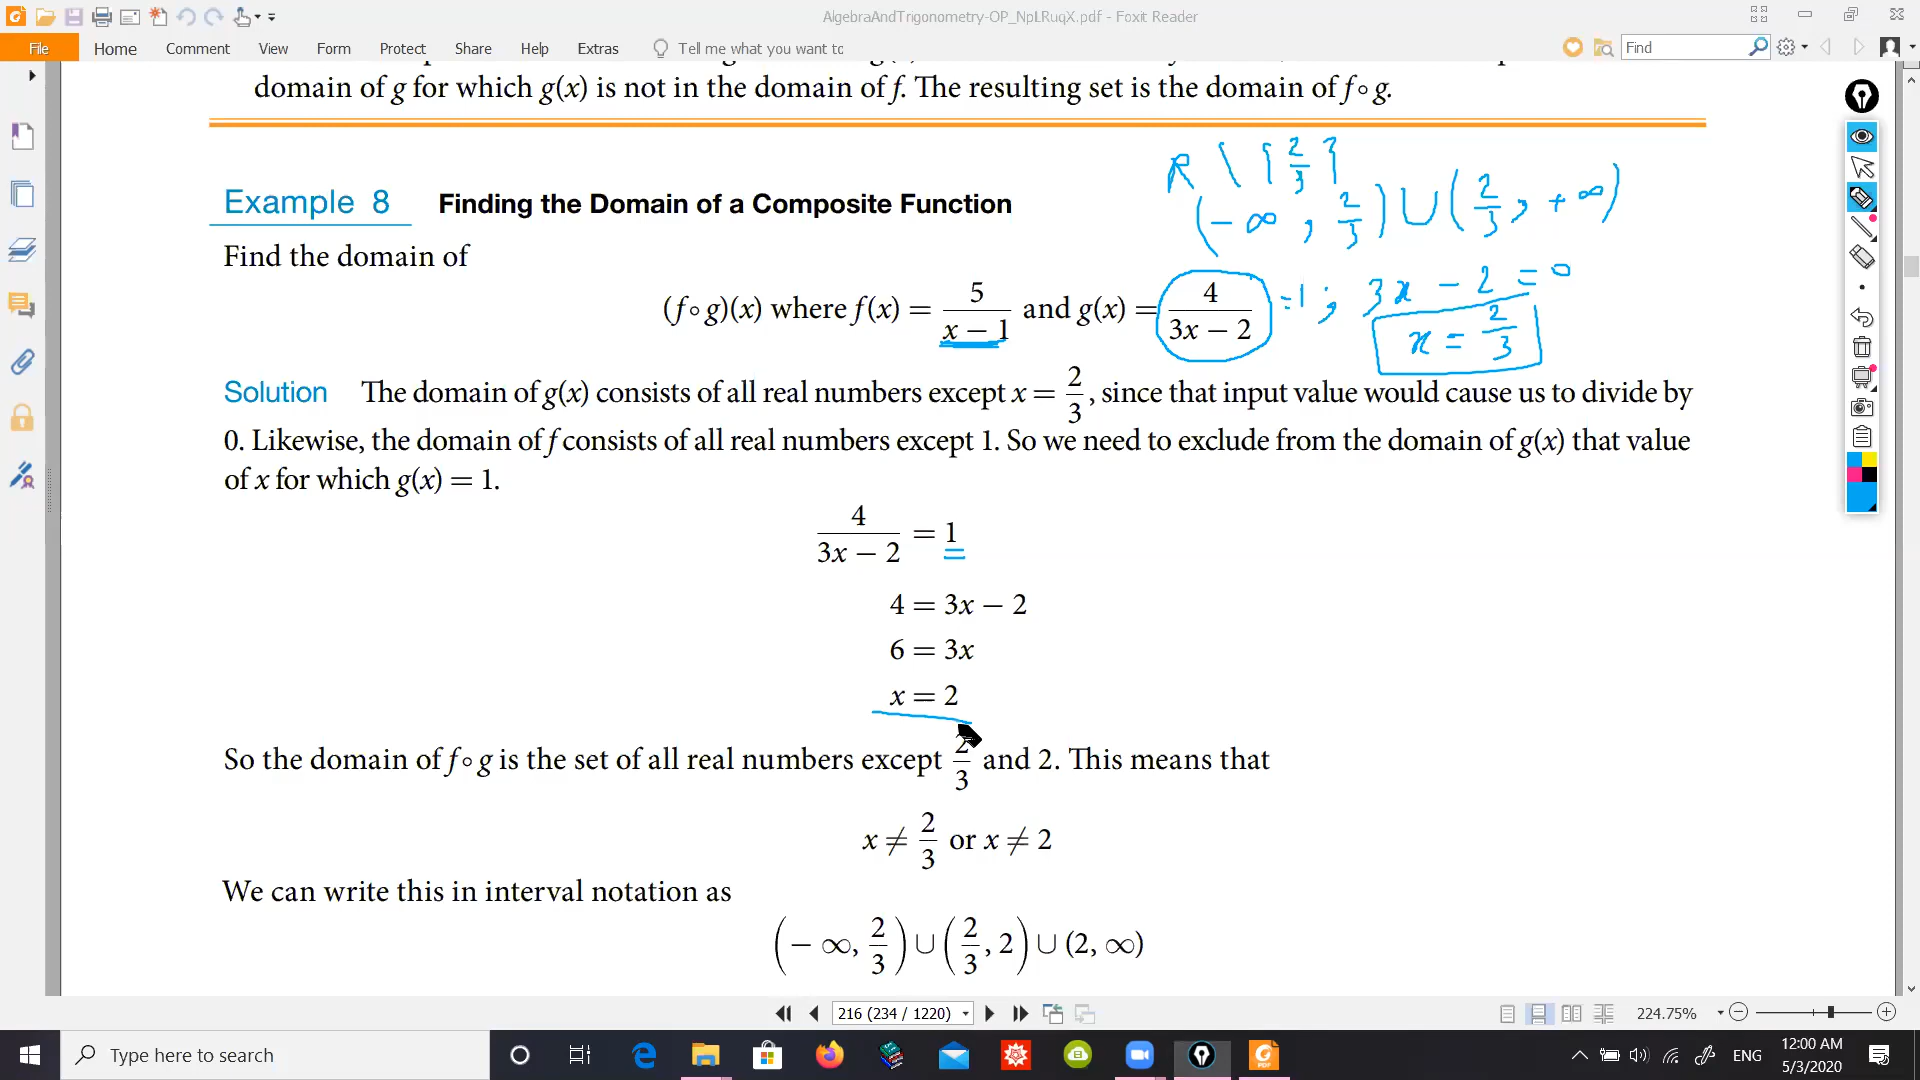 AlgebraAndTrigonometry-OP_NpLRuqX.pdf - Foxit Reader
File Home Comment View Form Protect Share Help Extras Tell me what you want to Find
domain of g for which g(x) is not in the domain of f. The resulting set is the domain of f∘g.
R \ {2/3}
(-∞, 2/3) ∪ (2/3, +∞)
Example 8 Finding the Domain of a Composite Function
Find the domain of
(f∘g)(x) where f(x) = 5/(x − 1) and g(x) = 4/(3x − 2) =1 ; 3x - 2 = 0
x = 2/3
Solution The domain of g(x) consists of all real numbers except x = 2/3, since that input value would cause us to divide by
0. Likewise, the domain of f consists of all real numbers except 1. So we need to exclude from the domain of g(x) that value
of x for which g(x) = 1.
4/(3x − 2) = 1
4 = 3x − 2
6 = 3x
x = 2
So the domain of f∘g is the set of all real numbers except 2/3 and 2. This means that
x ≠ 2/3 or x ≠ 2
We can write this in interval notation as
(− ∞, 2/3) ∪ (2/3, 2) ∪ (2, ∞)
216 (234 / 1220) 224.75%
Type here to search ENG 12:00 AM
5/3/2020